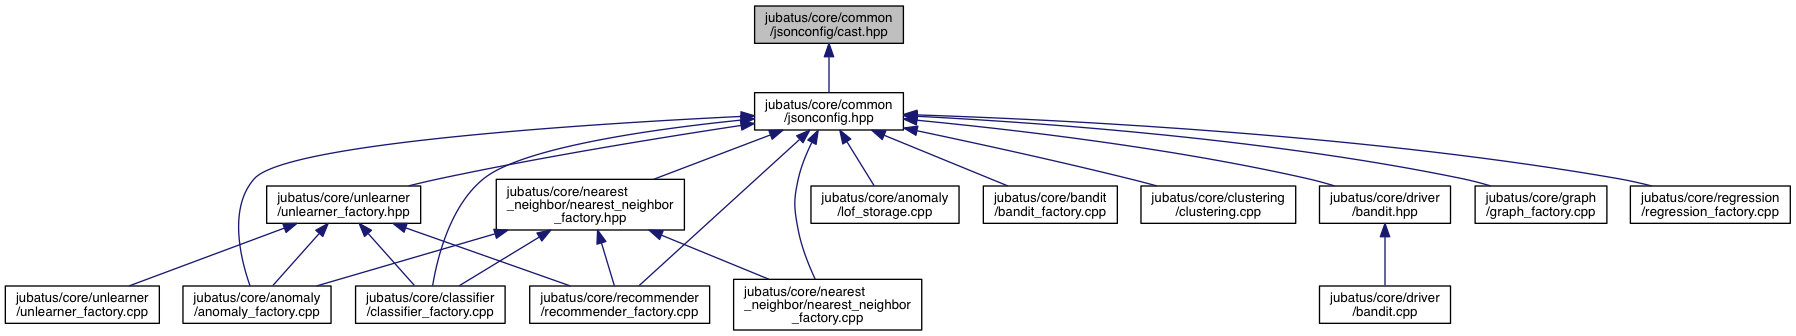 jubatus/core/common
/jsonconfig/cast.hpp
jubatus/core/common
/jsonconfig.hpp
jubatus/core/unlearner
/unlearner_factory.hpp
jubatus/core/nearest
_neighbor/nearest_neighbor
_factory.hpp
jubatus/core/anomaly
/lof_storage.cpp
jubatus/core/bandit
/bandit_factory.cpp
jubatus/core/clustering
/clustering.cpp
jubatus/core/driver
/bandit.hpp
jubatus/core/graph
/graph_factory.cpp
jubatus/core/regression
/regression_factory.cpp
jubatus/core/unlearner
/unlearner_factory.cpp
jubatus/core/anomaly
/anomaly_factory.cpp
jubatus/core/classifier
/classifier_factory.cpp
jubatus/core/recommender
/recommender_factory.cpp
jubatus/core/nearest
_neighbor/nearest_neighbor
_factory.cpp
jubatus/core/driver
/bandit.cpp